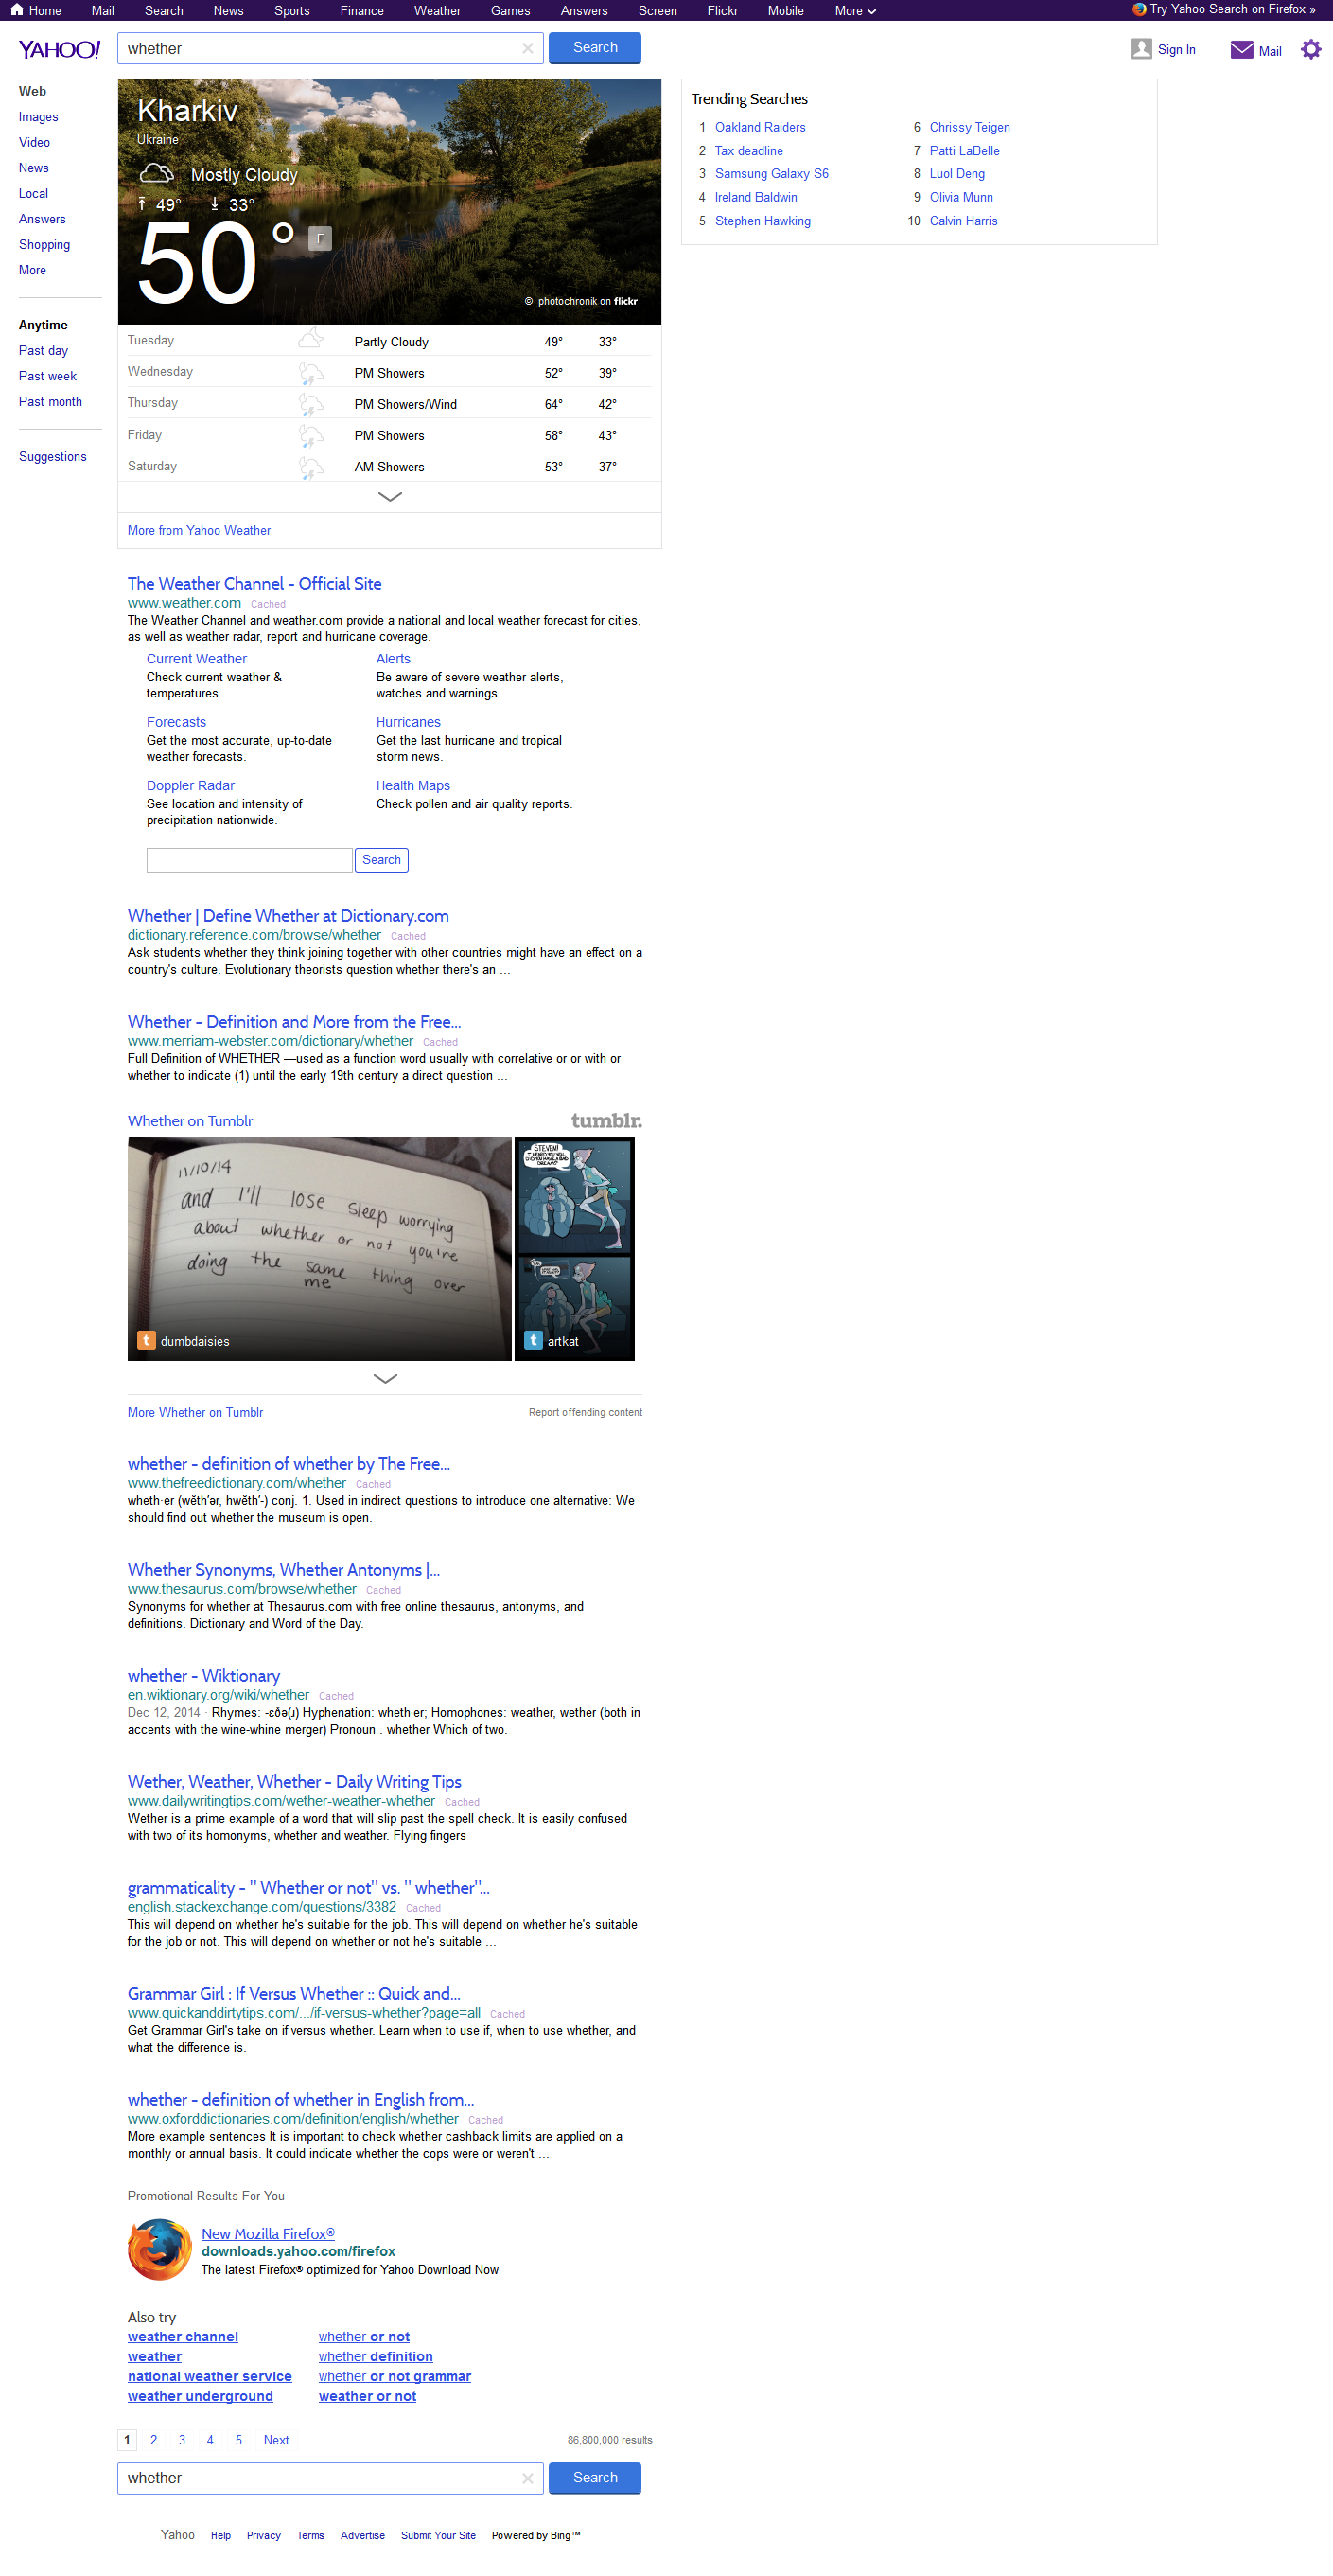 Home Mail Search News Sports Finance Weather Games Answers Screen Flickr Mobile More Try Yahoo Search on Firefox »
YAHOO! whether Search Sign In Mail
Web
Images
Video
News
Local
Answers
Shopping
More
Anytime
Past day
Past week
Past month
Suggestions
Kharkiv
Ukraine
Mostly Cloudy
49° 33°
50° F
© photochronik on flickr
Tuesday Partly Cloudy 49° 33°
Wednesday PM Showers 52° 39°
Thursday PM Showers/Wind 64° 42°
Friday PM Showers 58° 43°
Saturday AM Showers 53° 37°
More from Yahoo Weather
Trending Searches
1 Oakland Raiders
2 Tax deadline
3 Samsung Galaxy S6
4 Ireland Baldwin
5 Stephen Hawking
6 Chrissy Teigen
7 Patti LaBelle
8 Luol Deng
9 Olivia Munn
10 Calvin Harris
The Weather Channel - Official Site
www.weather.com Cached
The Weather Channel and weather.com provide a national and local weather forecast for cities,
as well as weather radar, report and hurricane coverage.
Current Weather
Check current weather &
temperatures.
Alerts
Be aware of severe weather alerts,
watches and warnings.
Forecasts
Get the most accurate, up-to-date
weather forecasts.
Hurricanes
Get the last hurricane and tropical
storm news.
Doppler Radar
See location and intensity of
precipitation nationwide.
Health Maps
Check pollen and air quality reports.
Search
Whether | Define Whether at Dictionary.com
dictionary.reference.com/browse/whether Cached
Ask students whether they think joining together with other countries might have an effect on a
country's culture. Evolutionary theorists question whether there's an ...
Whether - Definition and More from the Free...
www.merriam-webster.com/dictionary/whether Cached
Full Definition of WHETHER —used as a function word usually with correlative or or with or
whether to indicate (1) until the early 19th century a direct question ...
Whether on Tumblr tumblr.
11/10/14
and I'll lose sleep worrying
about whether or not you're
doing the same thing over
me
dumbdaisies
STEVEN!
I HEARD YOU YELL
DID YOU HAVE A BAD
DREAM?
artkat
More Whether on Tumblr Report offending content
whether - definition of whether by The Free...
www.thefreedictionary.com/whether Cached
wheth·er (wĕth′ər, hwĕth′-) conj. 1. Used in indirect questions to introduce one alternative: We
should find out whether the museum is open.
Whether Synonyms, Whether Antonyms |...
www.thesaurus.com/browse/whether Cached
Synonyms for whether at Thesaurus.com with free online thesaurus, antonyms, and
definitions. Dictionary and Word of the Day.
whether - Wiktionary
en.wiktionary.org/wiki/whether Cached
Dec 12, 2014 · Rhymes: -ɛðə(ɹ) Hyphenation: wheth·er; Homophones: weather, wether (both in
accents with the wine-whine merger) Pronoun . whether Which of two.
Wether, Weather, Whether - Daily Writing Tips
www.dailywritingtips.com/wether-weather-whether Cached
Wether is a prime example of a word that will slip past the spell check. It is easily confused
with two of its homonyms, whether and weather. Flying fingers
grammaticality - " Whether or not" vs. " whether"...
english.stackexchange.com/questions/3382 Cached
This will depend on whether he's suitable for the job. This will depend on whether he's suitable
for the job or not. This will depend on whether or not he's suitable ...
Grammar Girl : If Versus Whether :: Quick and...
www.quickanddirtytips.com/.../if-versus-whether?page=all Cached
Get Grammar Girl's take on if versus whether. Learn when to use if, when to use whether, and
what the difference is.
whether - definition of whether in English from...
www.oxforddictionaries.com/definition/english/whether Cached
More example sentences It is important to check whether cashback limits are applied on a
monthly or annual basis. It could indicate whether the cops were or weren't ...
Promotional Results For You
New Mozilla Firefox®
downloads.yahoo.com/firefox
The latest Firefox® optimized for Yahoo Download Now
Also try
weather channel whether or not
weather whether definition
national weather service whether or not grammar
weather underground weather or not
1 2 3 4 5 Next 86,800,000 results
whether Search
Yahoo Help Privacy Terms Advertise Submit Your Site Powered by Bing™